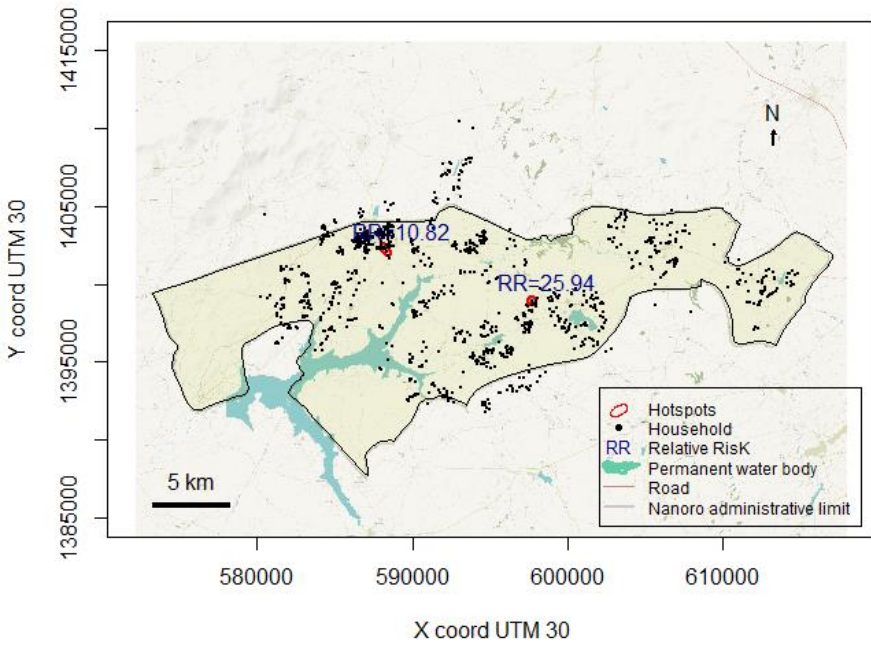 1415000
1405000
1395000
1385000
Y coord UTM 30
N
RR=10.82
RR=25.94
5 km
Hotspots
Household
RR Relative RisK
Permanent water body
Road
Nanoro administrative limit
580000 590000 600000 610000
X coord UTM 30